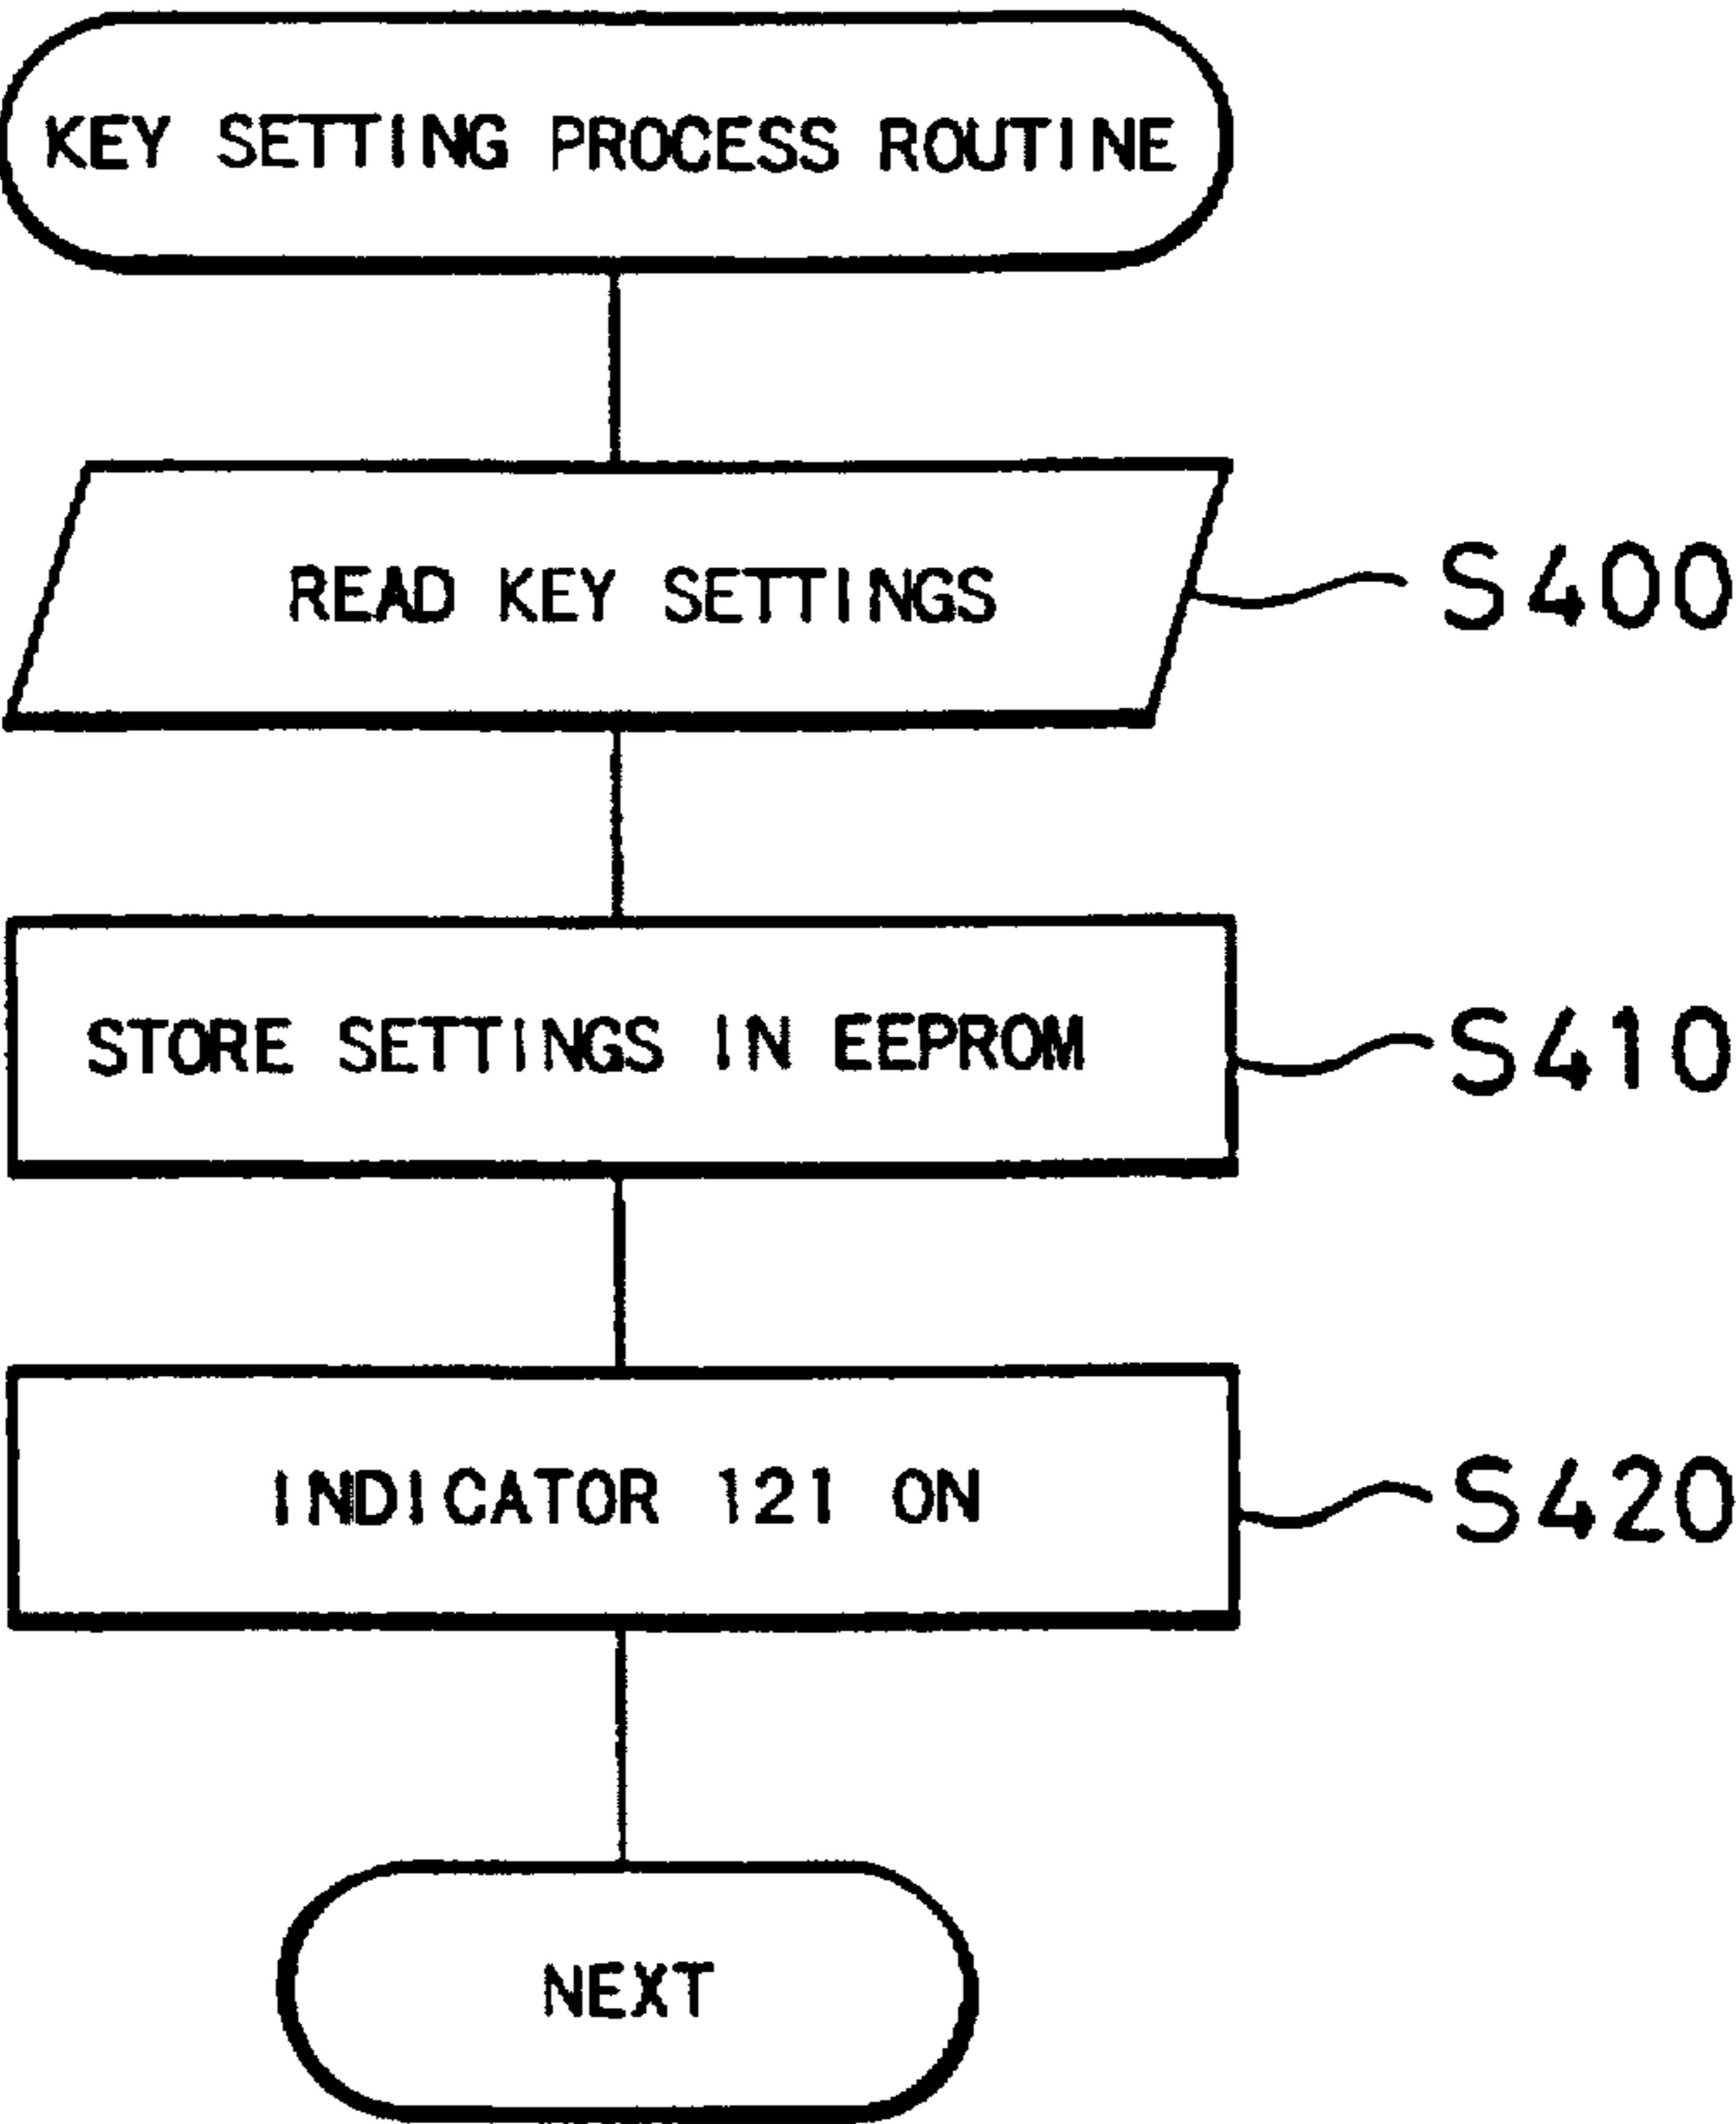 KEY SETTING PROCESS ROUTINE
READ KEY SETTINGS
S400
STORE SETTINGS IN EEPROM
S410
INDICATOR 121 ON
S420
NEXT